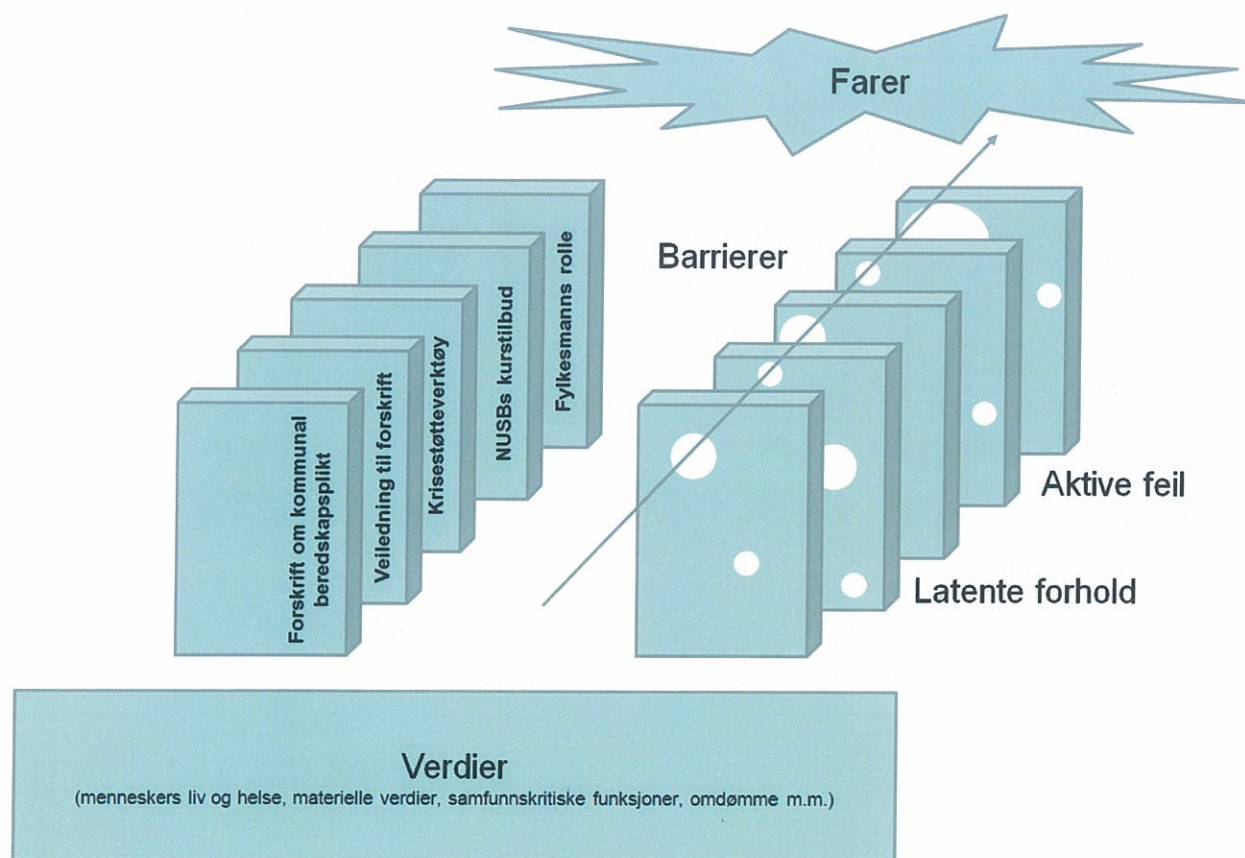 Farer
Barrierer
Forskrift om kommunal
beredskapsplikt
Veiledning til forskrift
Krisestøtteverktøy
NUSBs kurstilbud
Fylkesmanns rolle
Aktive feil
Latente forhold
Verdier
(menneskers liv og helse, materielle verdier, samfunnskritiske funksjoner, omdømme m.m.)